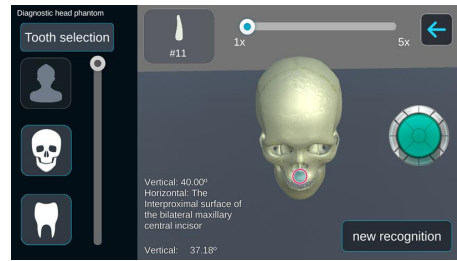 Diagnostic head phantom
Tooth selection
#11
1x
5x
Vertical: 40.00º
Horizontal: The
Interproximal surface of
the bilateral maxillary
central incisor
Vertical: 37.18º
new recognition